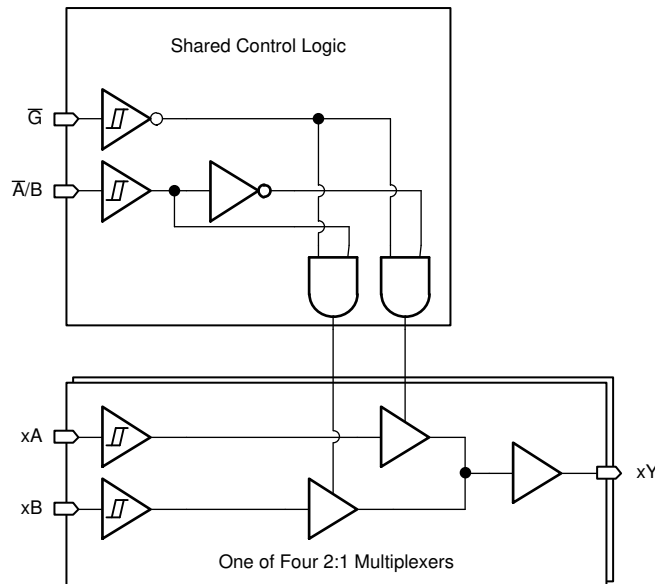 Shared Control Logic
G̅
A̅/B
xA
xB
xY
One of Four 2:1 Multiplexers